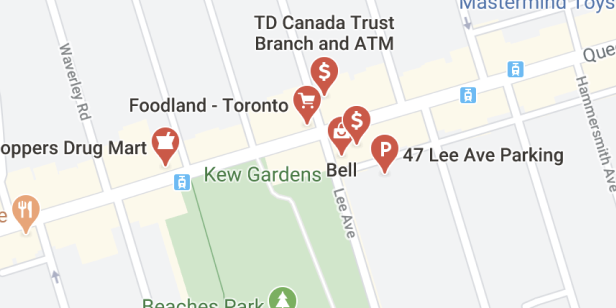 Mastermind Toys
TD Canada Trust
Branch and ATM
Que
Waverley Rd
Foodland - Toronto
Hammersmith Ave
oppers Drug Mart
P
47 Lee Ave Parking
Kew Gardens
Bell
Lee Ave
e
Beaches Park